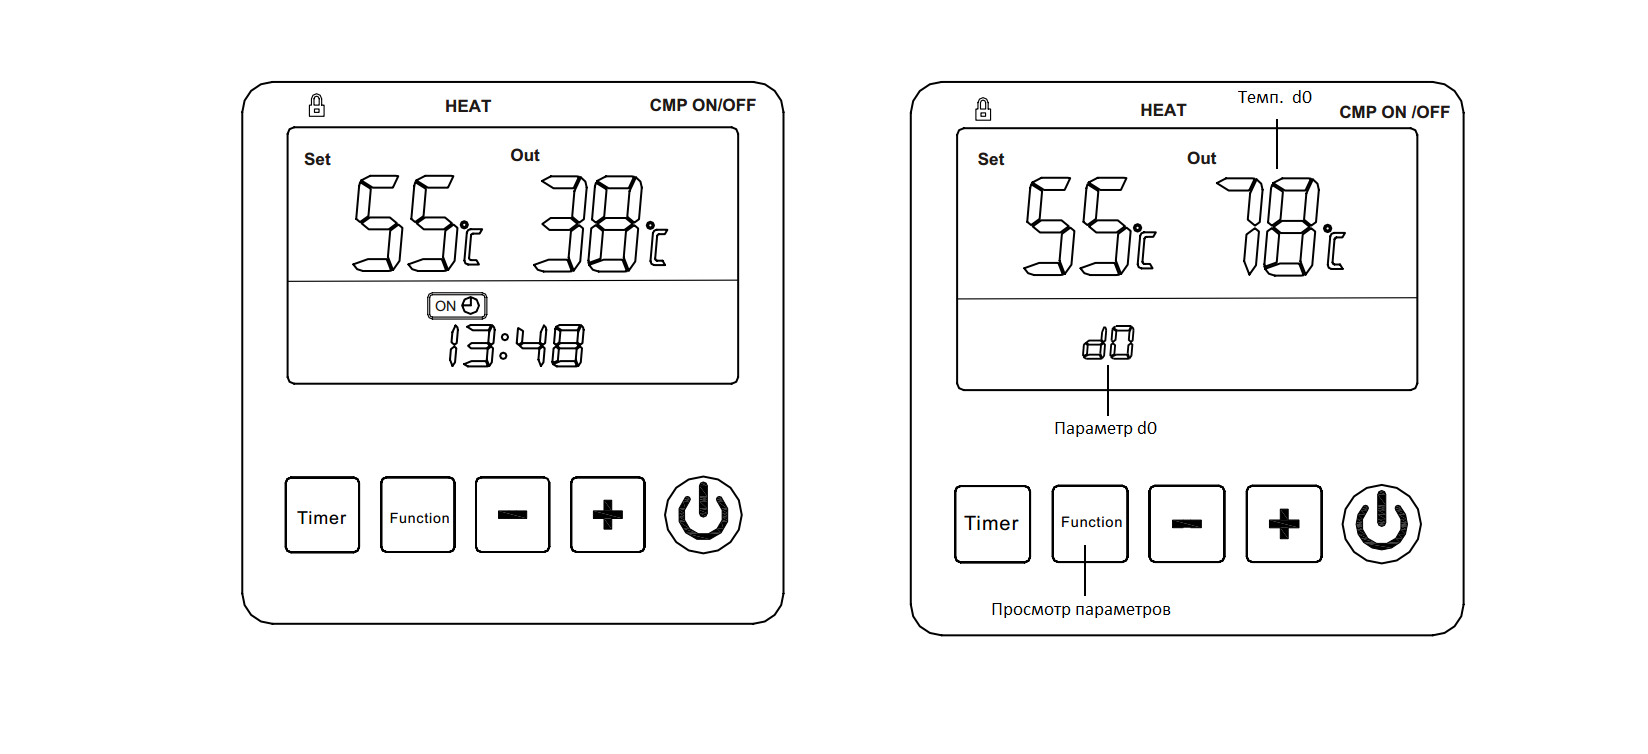 HEAT CMP ON/OFF
Set Out
55°C 38°C
ON
13:48
Timer Function − +
Темп. d0
HEAT CMP ON /OFF
Set Out
55°C 78°C
d0
Параметр d0
Timer Function − +
Просмотр параметров